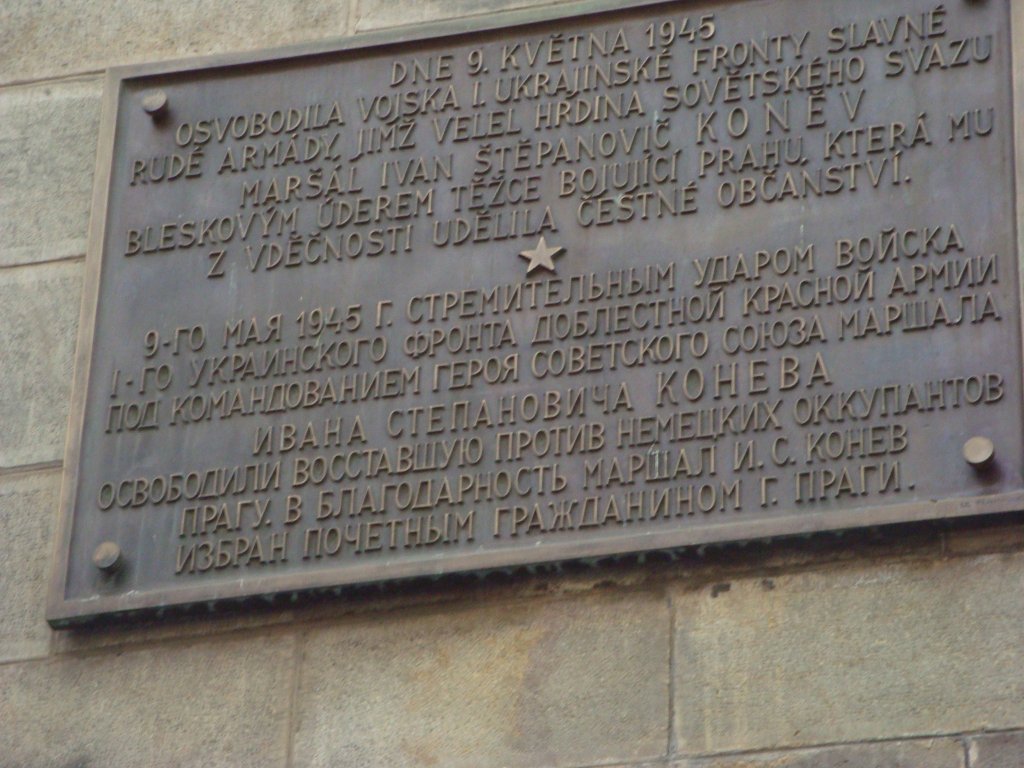 DNE 9. KVĚTNA 1945
OSVOBODILA VOJSKA I. UKRAJINSKÉ FRONTY SLAVNÉ
RUDÉ ARMÁDY, JIMŽ VELEL HRDINA SOVĚTSKÉHO SVAZU
MARŠÁL IVAN ŠTĚPANOVIČ KONĚV
BLESKOVÝM ÚDEREM TĚŽCE BOJUJÍCÍ PRAHU, KTERÁ MU
Z VDĚČNOSTI UDĚLILA ČESTNÉ OBČANSTVÍ.
9-ГО МАЯ 1945 Г. СТРЕМИТЕЛЬНЫМ УДАРОМ ВОЙСКА
I-ГО УКРАИНСКОГО ФРОНТА ДОБЛЕСТНОЙ КРАСНОЙ АРМИИ
ПОД КОМАНДОВАНИЕМ ГЕРОЯ СОВЕТСКОГО СОЮЗА МАРШАЛА
ИВАНА СТЕПАНОВИЧА КОНЕВА
ОСВОБОДИЛИ ВОССТАВШУЮ ПРОТИВ НЕМЕЦКИХ ОККУПАНТОВ
ПРАГУ. В БЛАГОДАРНОСТЬ МАРШАЛ И. С. КОНЕВ
ИЗБРАН ПОЧЕТНЫМ ГРАЖДАНИНОМ Г. ПРАГИ.